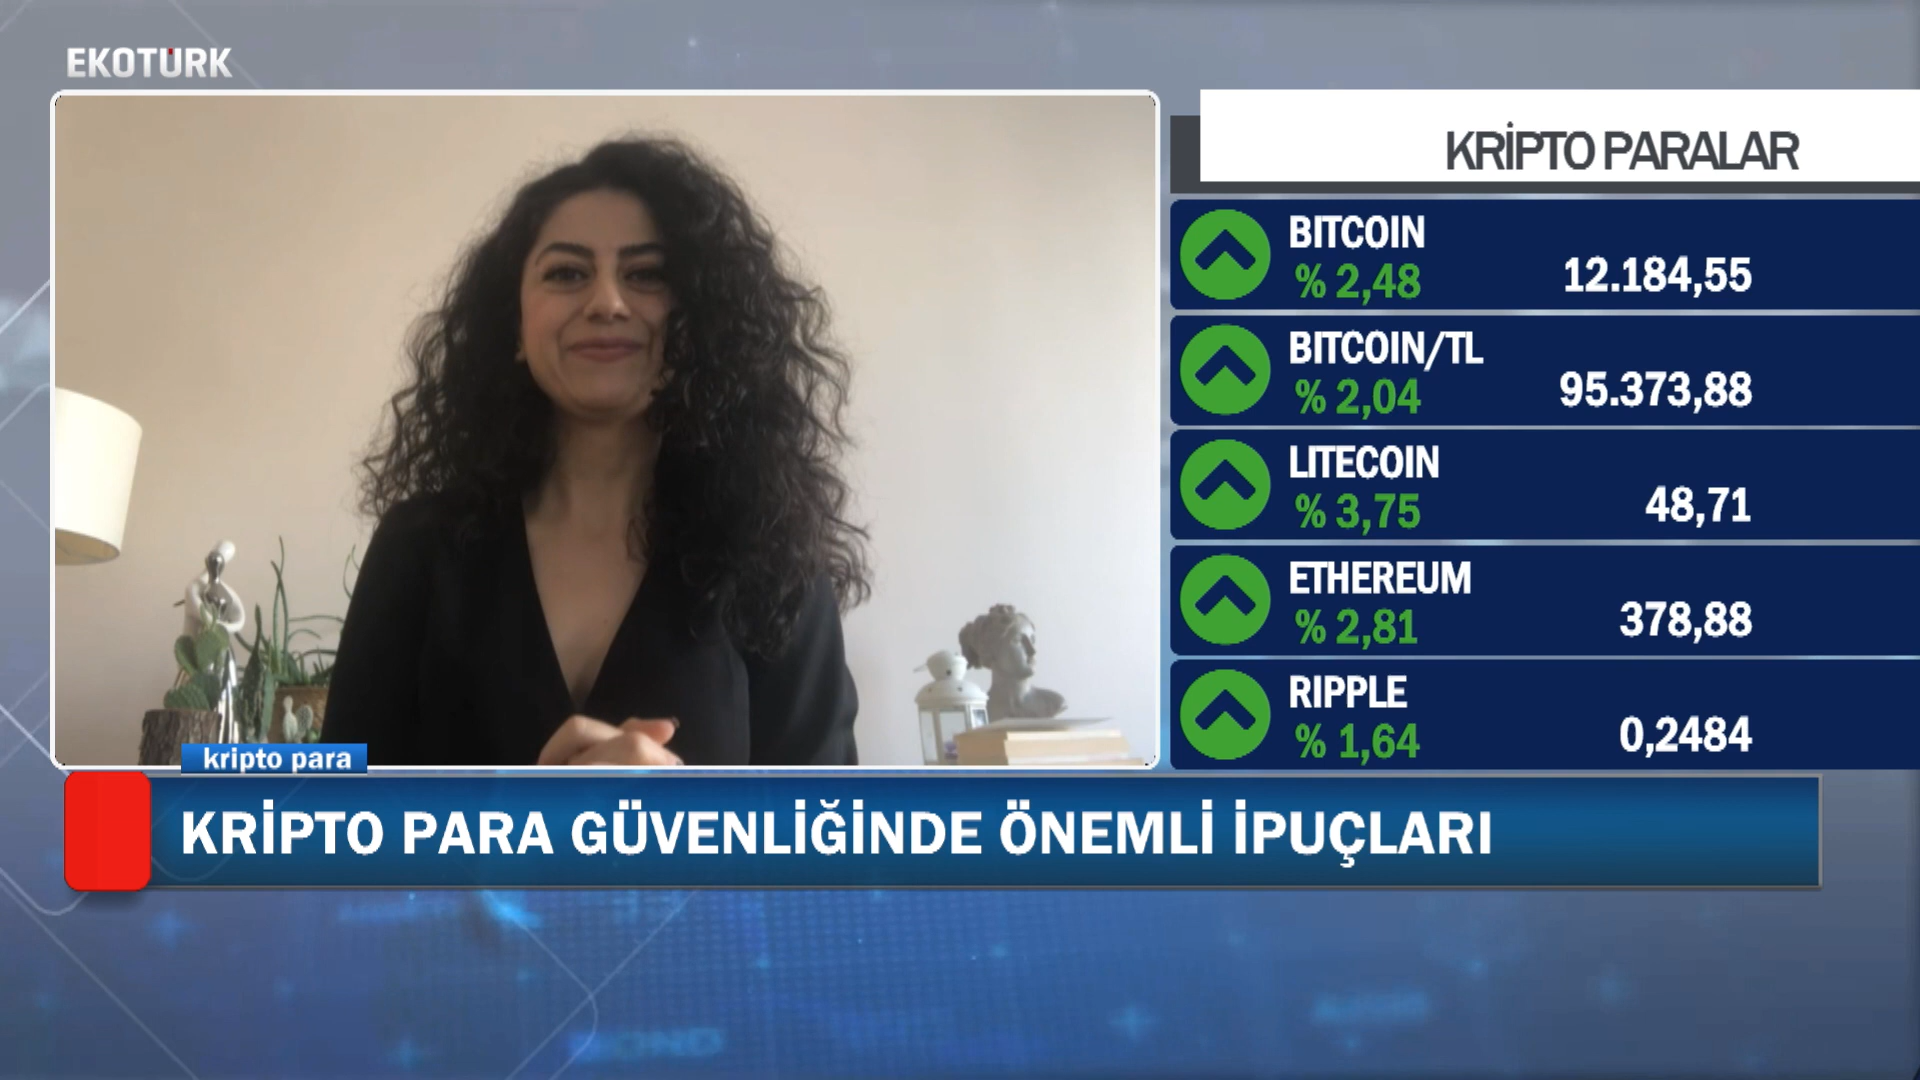 EKOTÜRK
KRİPTO PARALAR
BITCOIN
% 2,48
12.184,55
BITCOIN/TL
% 2,04
95.373,88
LITECOIN
% 3,75
48,71
ETHEREUM
% 2,81
378,88
RIPPLE
% 1,64
0,2484
kripto para
KRİPTO PARA GÜVENLİĞİNDE ÖNEMLİ İPUÇLARI